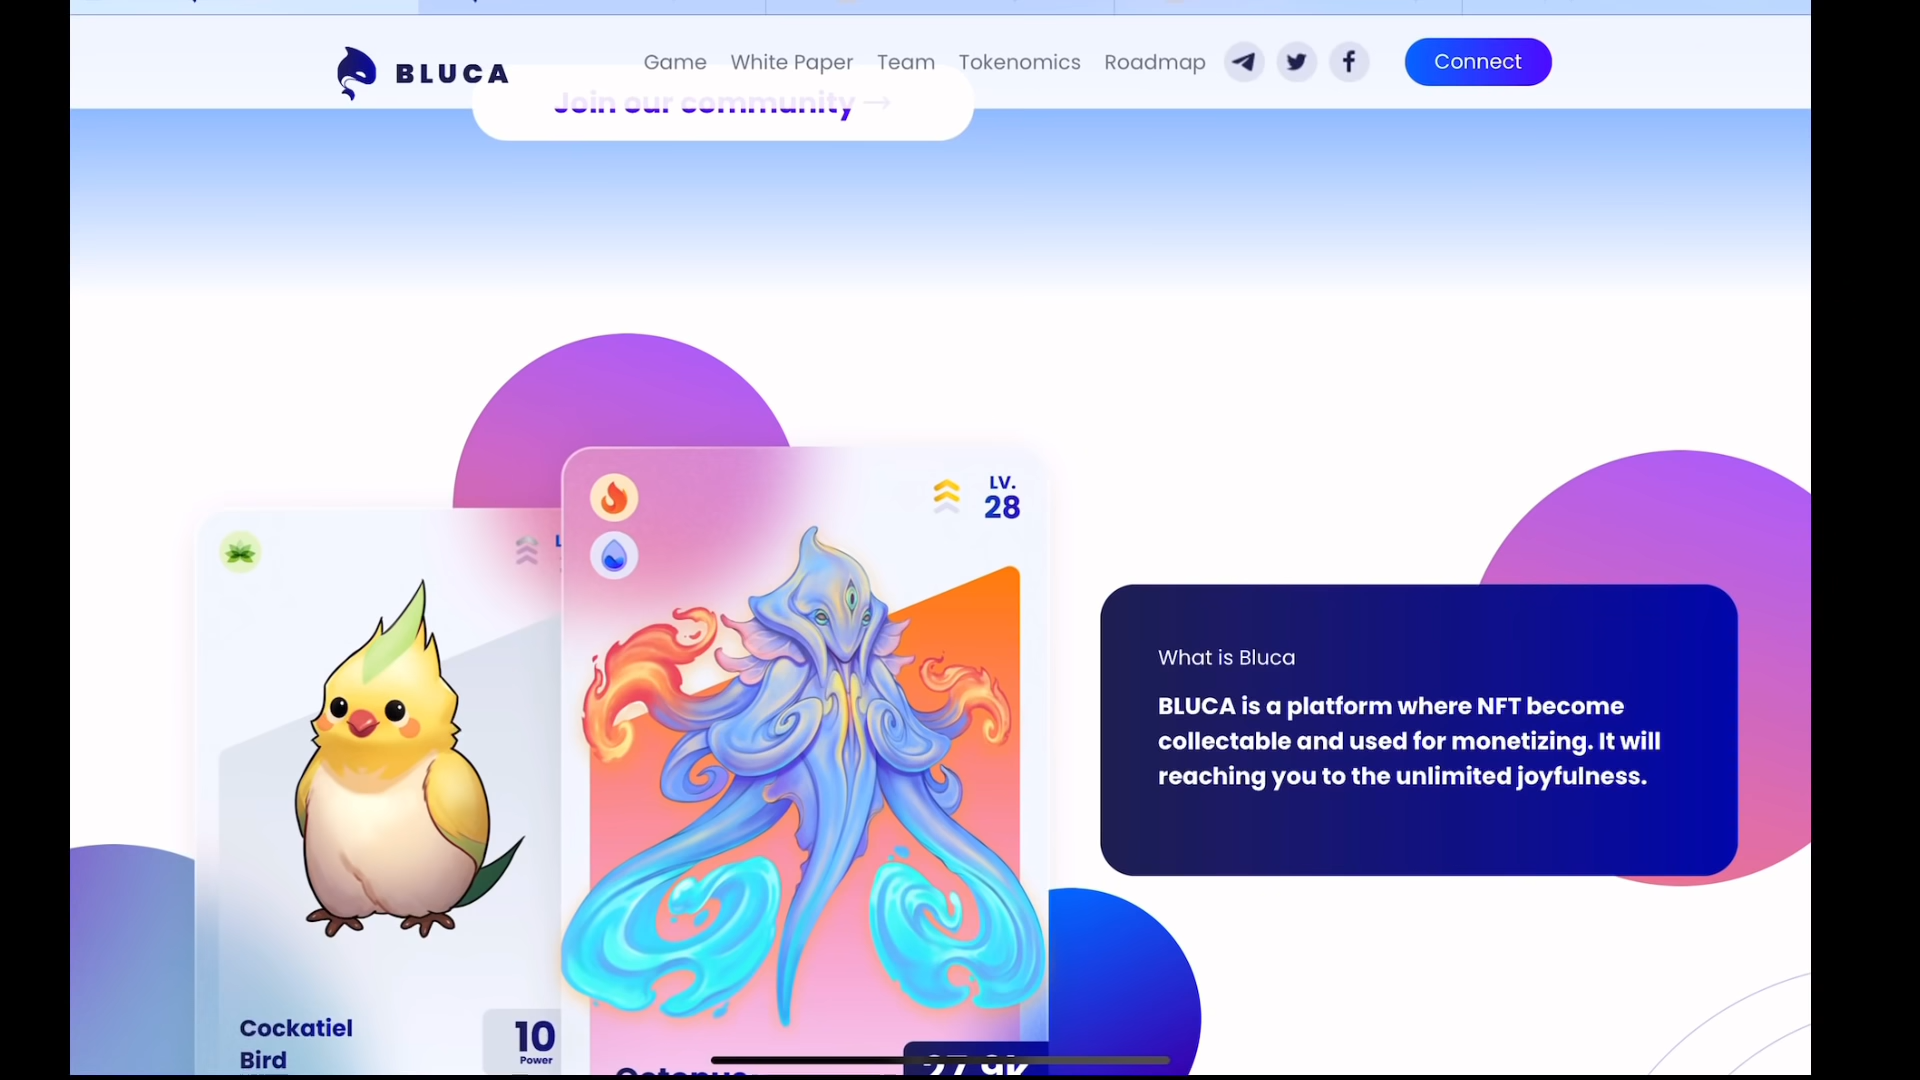 BLUCA
Game White Paper Team Tokenomics Roadmap Connect
Join our community →
LV.
28
What is Bluca
BLUCA is a platform where NFT become
collectable and used for monetizing. It will
reaching you to the unlimited joyfulness.
Cockatiel
Bird
10
Power